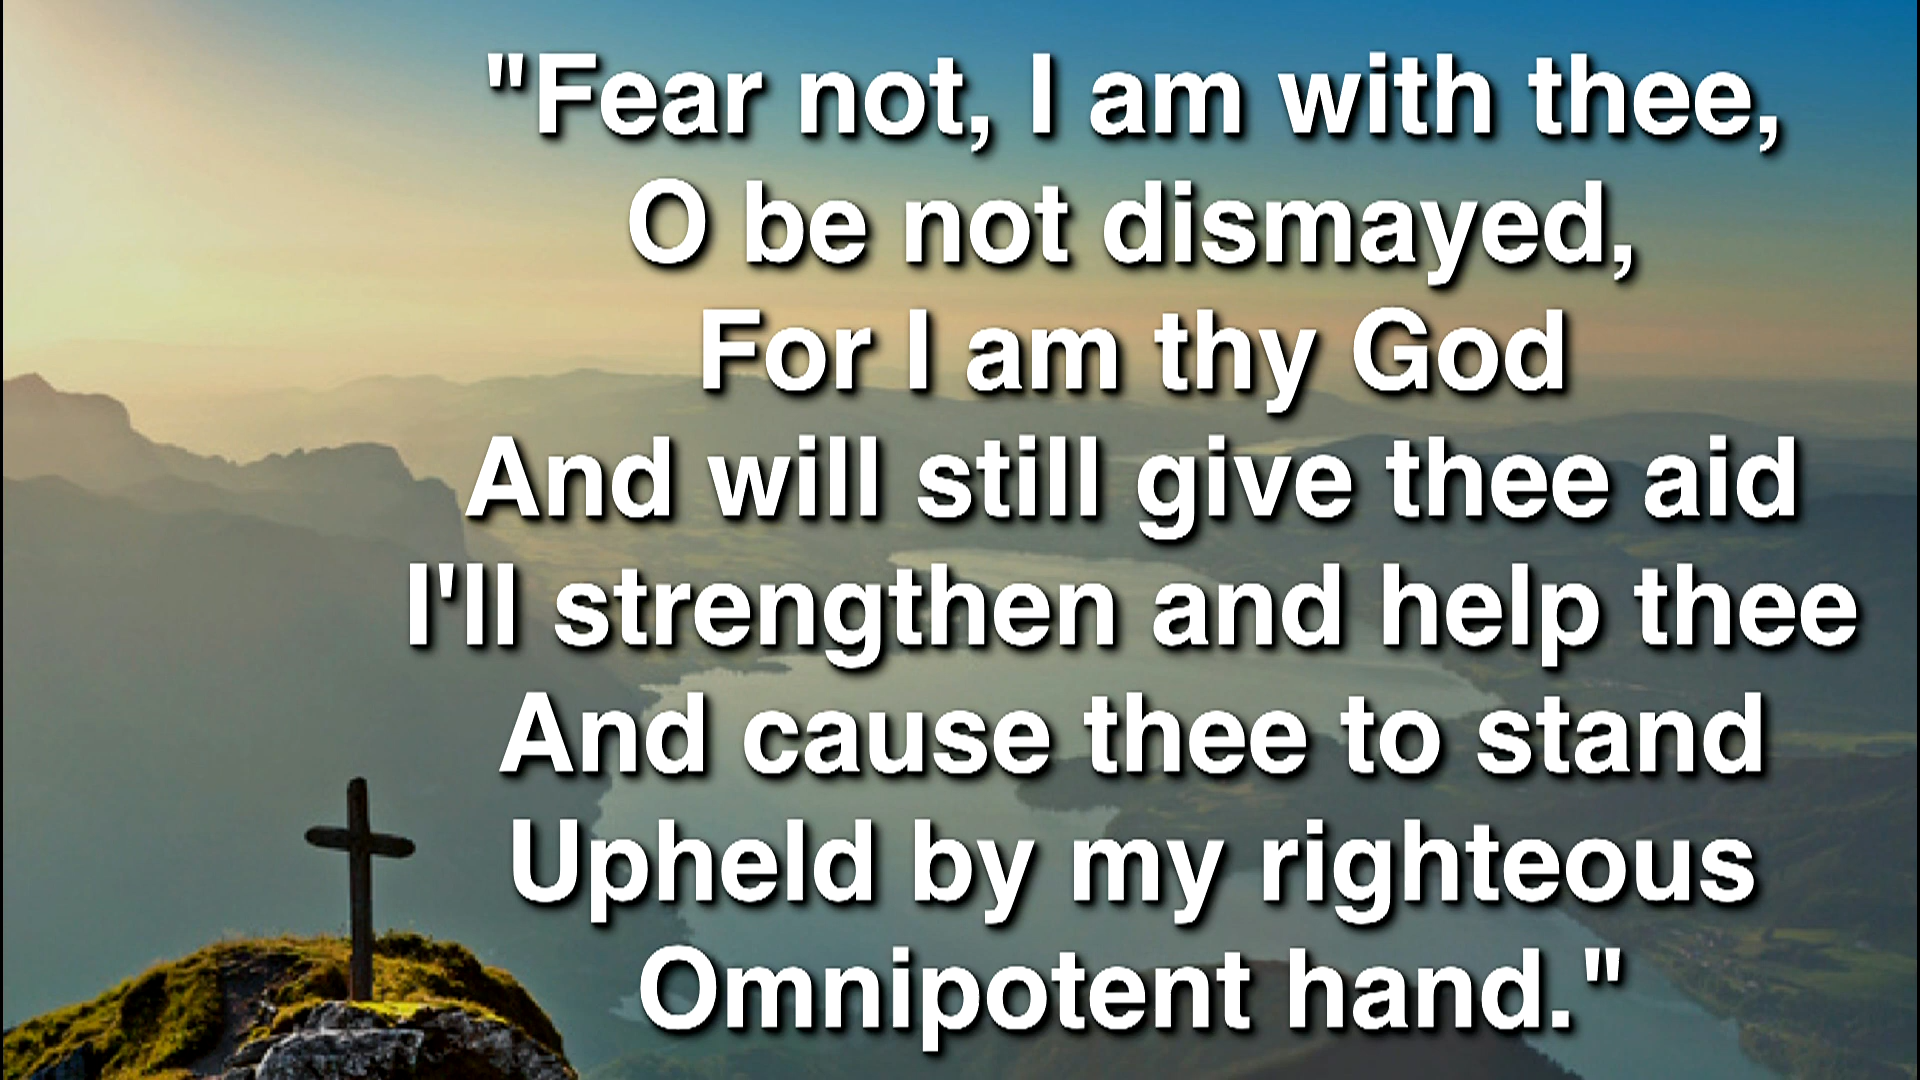 "Fear not, I am with thee,
O be not dismayed,
For I am thy God
And will still give thee aid
I'll strengthen and help thee
And cause thee to stand
Upheld by my righteous
Omnipotent hand."